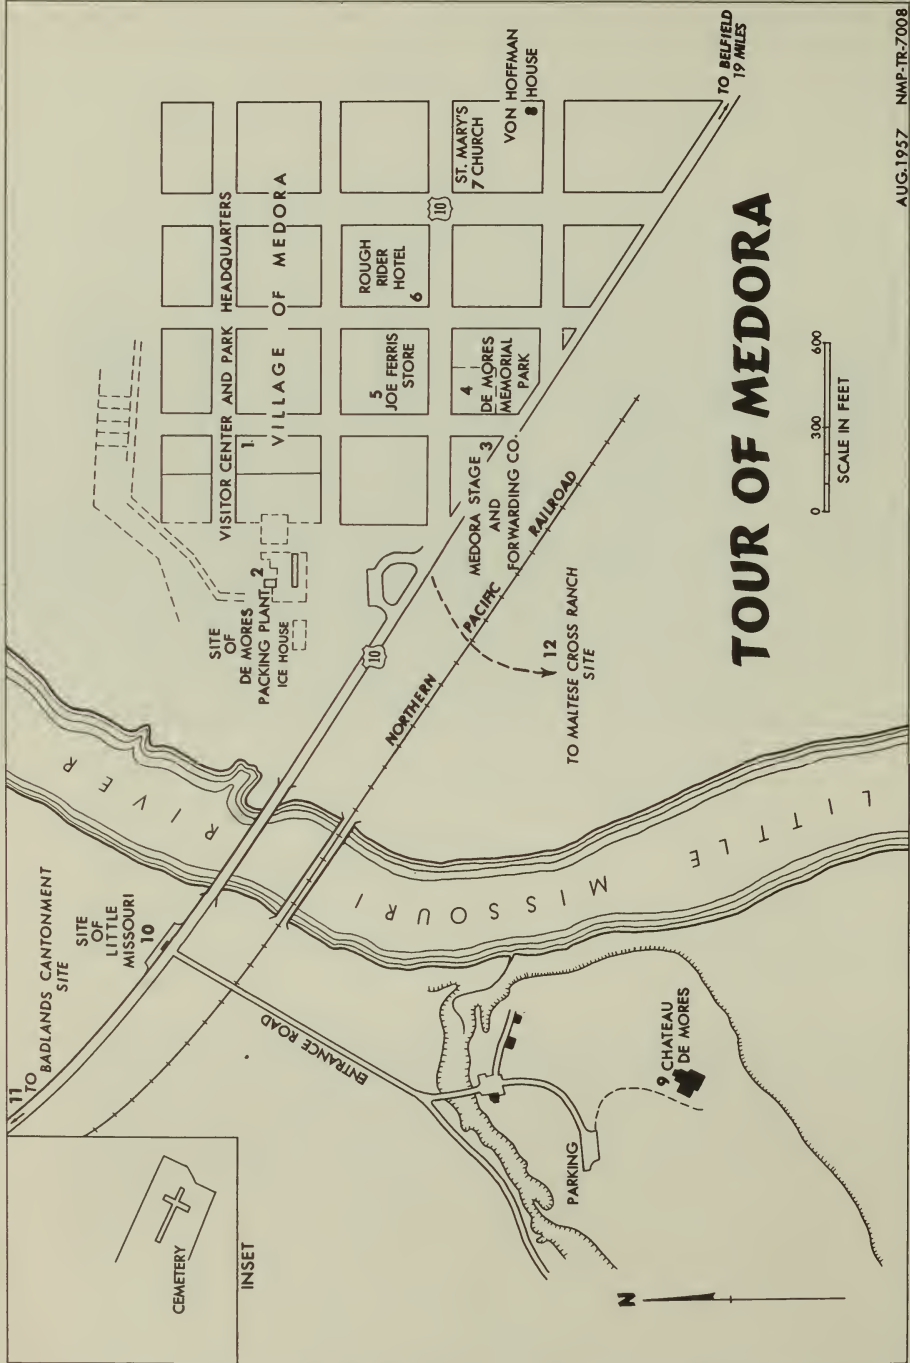 11
TO
BADLANDS CANTONMENT
SITE
SITE
OF
LITTLE
MISSOURI
10
CEMETERY
INSET
ENTRANCE ROAD
PARKING
9 CHATEAU
DE MORES
N
LITTLE
MISSOURI
RIVER
SITE
OF
DE MORES
PACKING PLANT
2
ICE HOUSE
10
NORTHERN
PACIFIC
RAILROAD
12
TO MALTESE CROSS RANCH
SITE
VISITOR CENTER AND PARK HEADQUARTERS
1
VILLAGE OF MEDORA
MEDORA STAGE
AND
FORWARDING CO.
3
4
DE MORES
MEMORIAL
PARK
5
JOE FERRIS
STORE
ROUGH
RIDER
HOTEL
6
10
ST. MARY'S
7 CHURCH
VON HOFFMAN
8 HOUSE
TO BELFIELD
19 MILES
TOUR OF MEDORA
0 300 600
SCALE IN FEET
AUG.1957 NMP-TR-7008